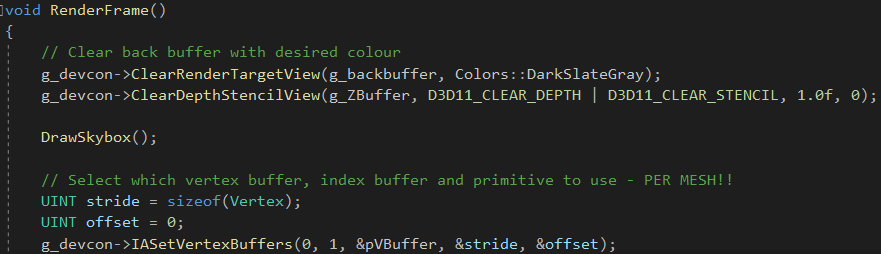 void RenderFrame()
{
// Clear back buffer with desired colour
g_devcon->ClearRenderTargetView(g_backbuffer, Colors::DarkSlateGray);
g_devcon->ClearDepthStencilView(g_ZBuffer, D3D11_CLEAR_DEPTH | D3D11_CLEAR_STENCIL, 1.0f, 0);
DrawSkybox();
// Select which vertex buffer, index buffer and primitive to use - PER MESH!!
UINT stride = sizeof(Vertex);
UINT offset = 0;
g_devcon->IASetVertexBuffers(0, 1, &pVBuffer, &stride, &offset);